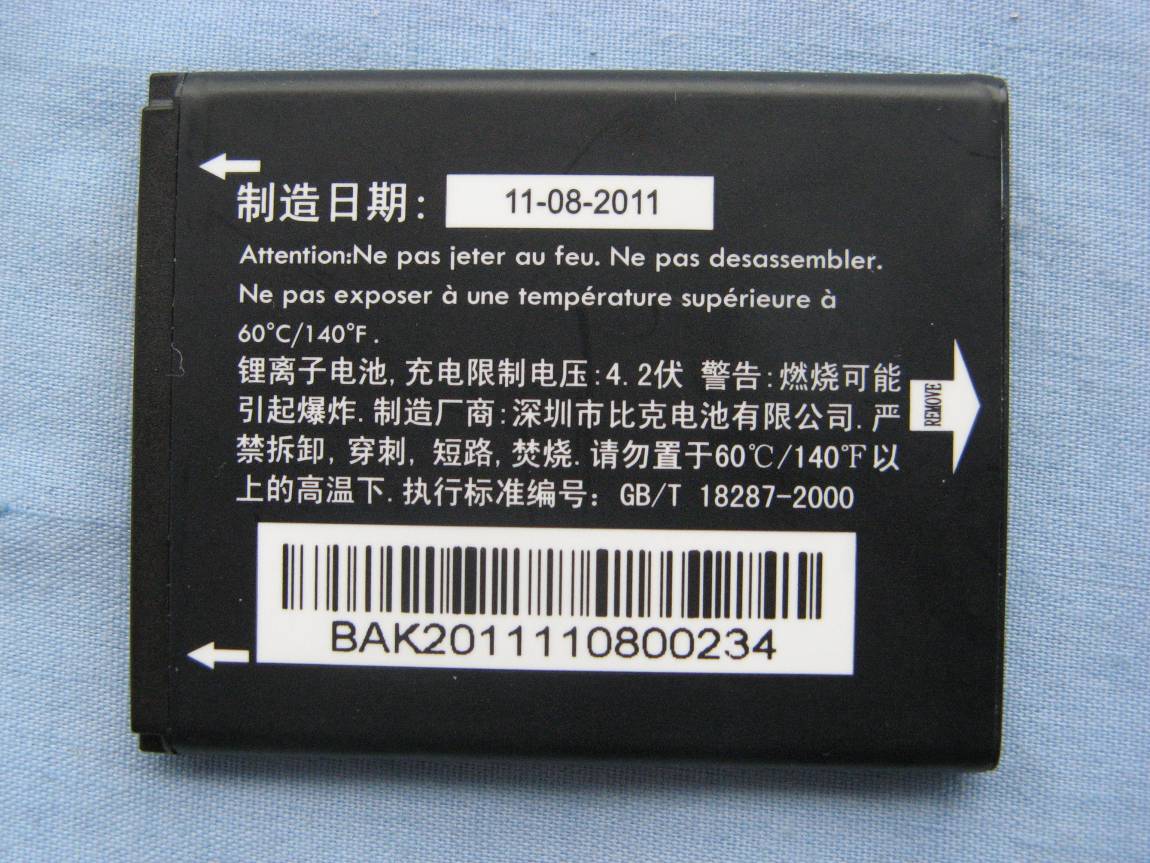 制造日期: 11-08-2011
Attention:Ne pas jeter au feu. Ne pas desassembler.
Ne pas exposer à une température supérieure à
60°C/140°F.
锂离子电池,充电限制电压:4.2伏 警告:燃烧可能
引起爆炸.制造厂商:深圳市比克电池有限公司.严
禁拆卸,穿刺,短路,焚烧.请勿置于60℃/140℉以
上的高温下.执行标准编号: GB/T 18287-2000
REMOVE
BAK2011110800234